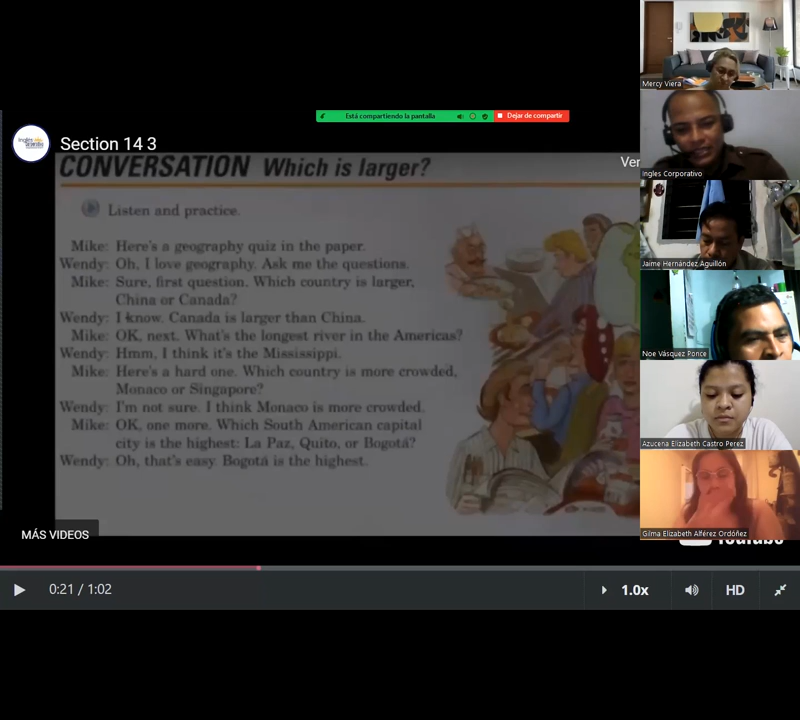 Está compartiendo la pantalla
Dejar de compartir
Section 14 3
Ver
CONVERSATION Which is larger?
Listen and practice.
Mike: Here's a geography quiz in the paper.
Wendy: Oh, I love geography. Ask me the questions.
Mike: Sure, first question. Which country is larger,
China or Canada?
Wendy: I know. Canada is larger than China.
Mike: OK, next. What's the longest river in the Americas?
Wendy: Hmm, I think it's the Mississippi.
Mike: Here's a hard one. Which country is more crowded,
Monaco or Singapore?
Wendy: I'm not sure. I think Monaco is more crowded.
Mike: OK, one more. Which South American capital
city is the highest: La Paz, Quito, or Bogotá?
Wendy: Oh, that's easy. Bogotá is the highest.
MÁS VIDEOS
0:21 / 1:02
1.0x
HD
Mercy Viera
Ingles Corporativo
Jaime Hernández Aguillón
Noe Vásquez Ponce
Azucena Elizabeth Castro Perez
Gilma Elizabeth Alférez Ordóñez
YouTube